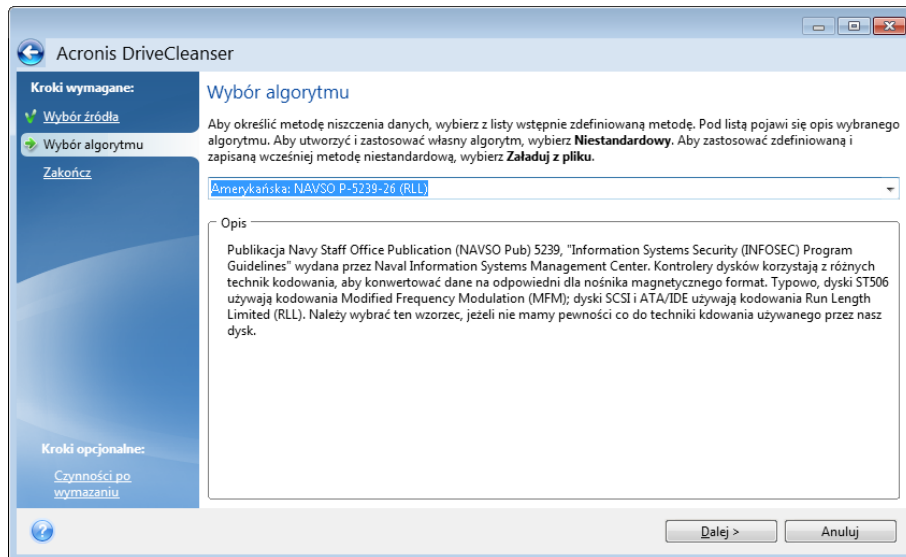 Acronis DriveCleanser
Kroki wymagane:
Wybór źródła
Wybór algorytmu
Zakończ
Kroki opcjonalne:
Czynności po
wymazaniu
Wybór algorytmu
Aby określić metodę niszczenia danych, wybierz z listy wstępnie zdefiniowaną metodę. Pod listą pojawi się opis wybranego
algorytmu. Aby utworzyć i zastosować własny algorytm, wybierz Niestandardowy. Aby zastosować zdefiniowaną i
zapisaną wcześniej metodę niestandardową, wybierz Załaduj z pliku.
Amerykańska: NAVSO P-5239-26 (RLL)
Opis
Publikacja Navy Staff Office Publication (NAVSO Pub) 5239, "Information Systems Security (INFOSEC) Program
Guidelines" wydana przez Naval Information Systems Management Center. Kontrolery dysków korzystają z różnych
technik kodowania, aby konwertować dane na odpowiedni dla nośnika magnetycznego format. Typowo, dyski ST506
używają kodowania Modified Frequency Modulation (MFM); dyski SCSI i ATA/IDE używają kodowania Run Length
Limited (RLL). Należy wybrać ten wzorzec, jeżeli nie mamy pewności co do techniki kdowania używanego przez nasz
dysk.
Dalej >
Anuluj